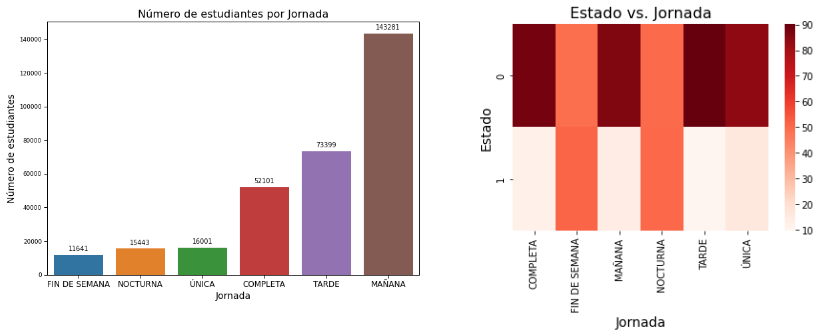 Número de estudiantes por Jornada
Número de estudiantes
140000
120000
100000
80000
60000
40000
20000
0
11641
15443
16001
52101
73399
143281
FIN DE SEMANA NOCTURNA ÚNICA COMPLETA TARDE MAÑANA
Jornada
Estado vs. Jornada
Estado
0
1
COMPLETA
FIN DE SEMANA
MAÑANA
NOCTURNA
TARDE
ÚNICA
Jornada
90
80
70
60
50
40
30
20
10